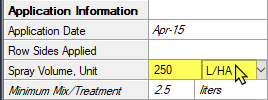 Application Information
Application Date Apr-15
Row Sides Applied
Spray Volume, Unit 250 L/HA
Minimum Mix/Treatment 2.5 liters